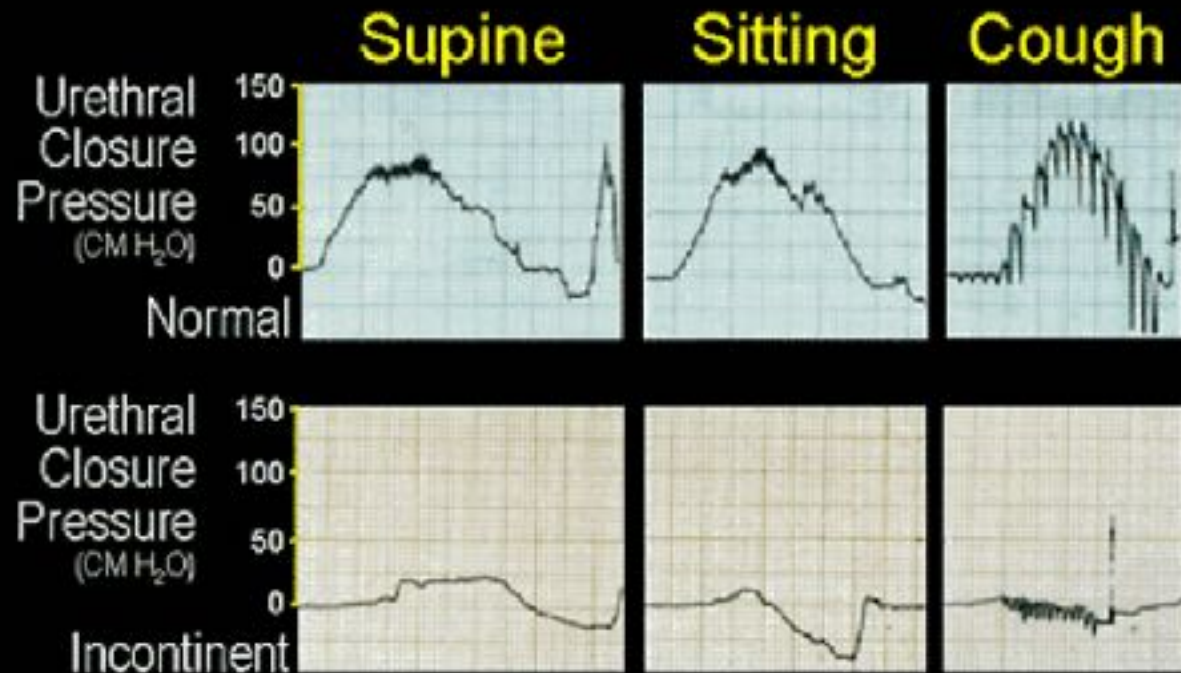 Supine
Sitting
Cough
Urethral
Closure
Pressure
(CM H₂O)
150
100
50
0
Normal
Urethral
Closure
Pressure
(CM H₂O)
150
100
50
0
Incontinent